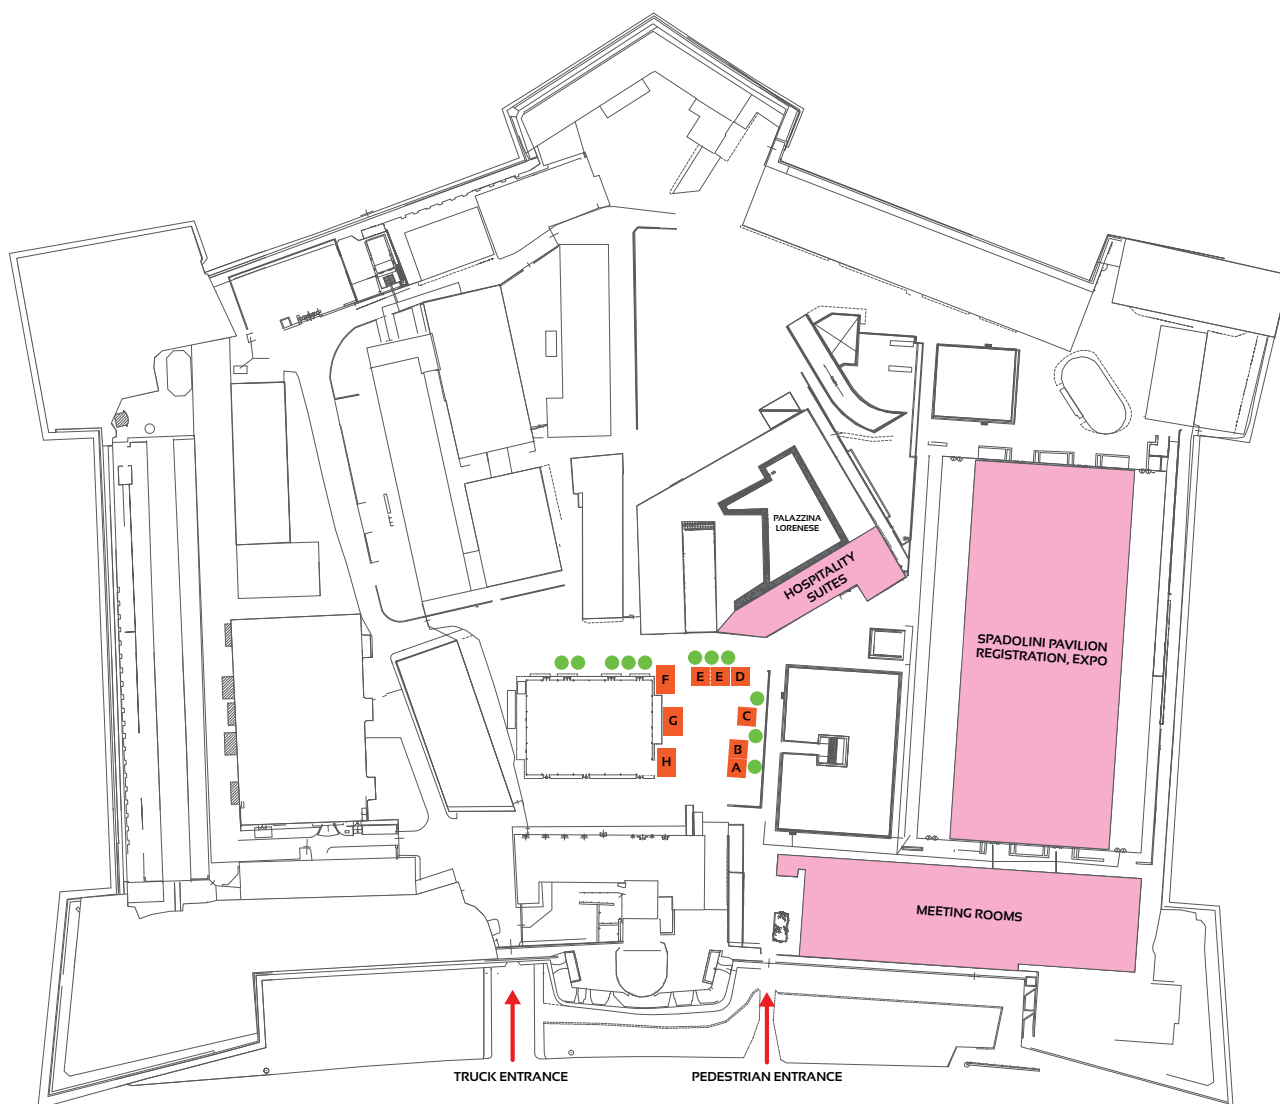 PALAZZINA
LORENESE
HOSPITALITY
SUITES
SPADOLINI PAVILION
REGISTRATION, EXPO
F
E
E
D
G
C
B
H
A
MEETING ROOMS
TRUCK ENTRANCE
PEDESTRIAN ENTRANCE